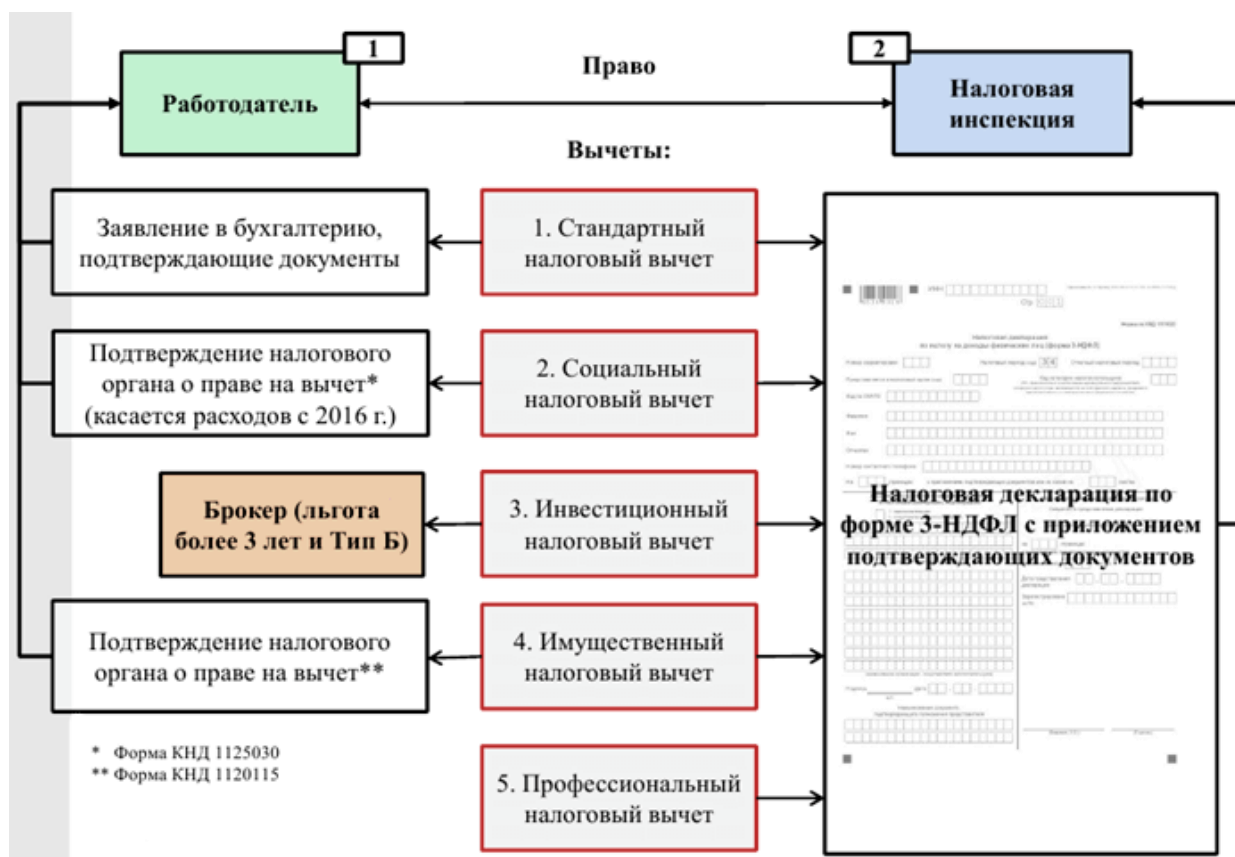 1
Право
2
Работодатель
Налоговая
инспекция
Вычеты:
Заявление в бухгалтерию,
подтверждающие документы
1. Стандартный
налоговый вычет
Подтверждение налогового
органа о праве на вычет*
(касается расходов с 2016 г.)
2. Социальный
налоговый вычет
Брокер (льгота
более 3 лет и Тип Б)
3. Инвестиционный
налоговый вычет
Налоговая декларация по
форме 3-НДФЛ с приложением
подтверждающих документов
Подтверждение налогового
органа о праве на вычет**
4. Имущественный
налоговый вычет
* Форма КНД 1125030
** Форма КНД 1120115
5. Профессиональный
налоговый вычет